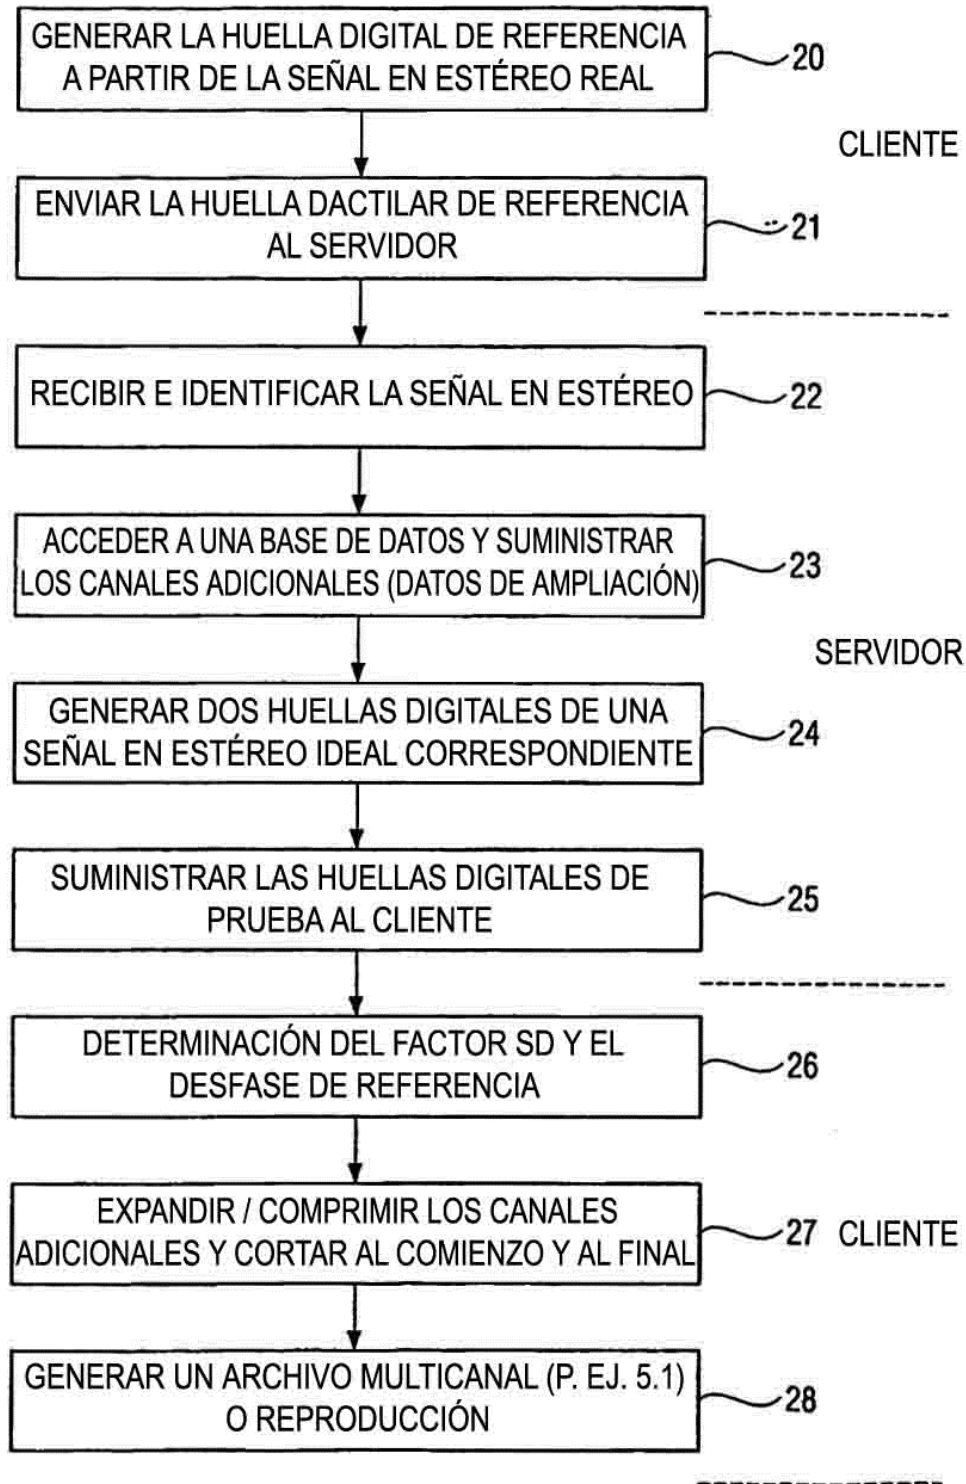 GENERAR LA HUELLA DIGITAL DE REFERENCIA
A PARTIR DE LA SEÑAL EN ESTÉREO REAL
20
CLIENTE
ENVIAR LA HUELLA DACTILAR DE REFERENCIA
AL SERVIDOR
21
RECIBIR E IDENTIFICAR LA SEÑAL EN ESTÉREO
22
ACCEDER A UNA BASE DE DATOS Y SUMINISTRAR
LOS CANALES ADICIONALES (DATOS DE AMPLIACIÓN)
23
SERVIDOR
GENERAR DOS HUELLAS DIGITALES DE UNA
SEÑAL EN ESTÉREO IDEAL CORRESPONDIENTE
24
SUMINISTRAR LAS HUELLAS DIGITALES DE
PRUEBA AL CLIENTE
25
DETERMINACIÓN DEL FACTOR SD Y EL
DESFASE DE REFERENCIA
26
EXPANDIR / COMPRIMIR LOS CANALES
ADICIONALES Y CORTAR AL COMIENZO Y AL FINAL
27 CLIENTE
GENERAR UN ARCHIVO MULTICANAL (P. EJ. 5.1)
O REPRODUCCIÓN
28